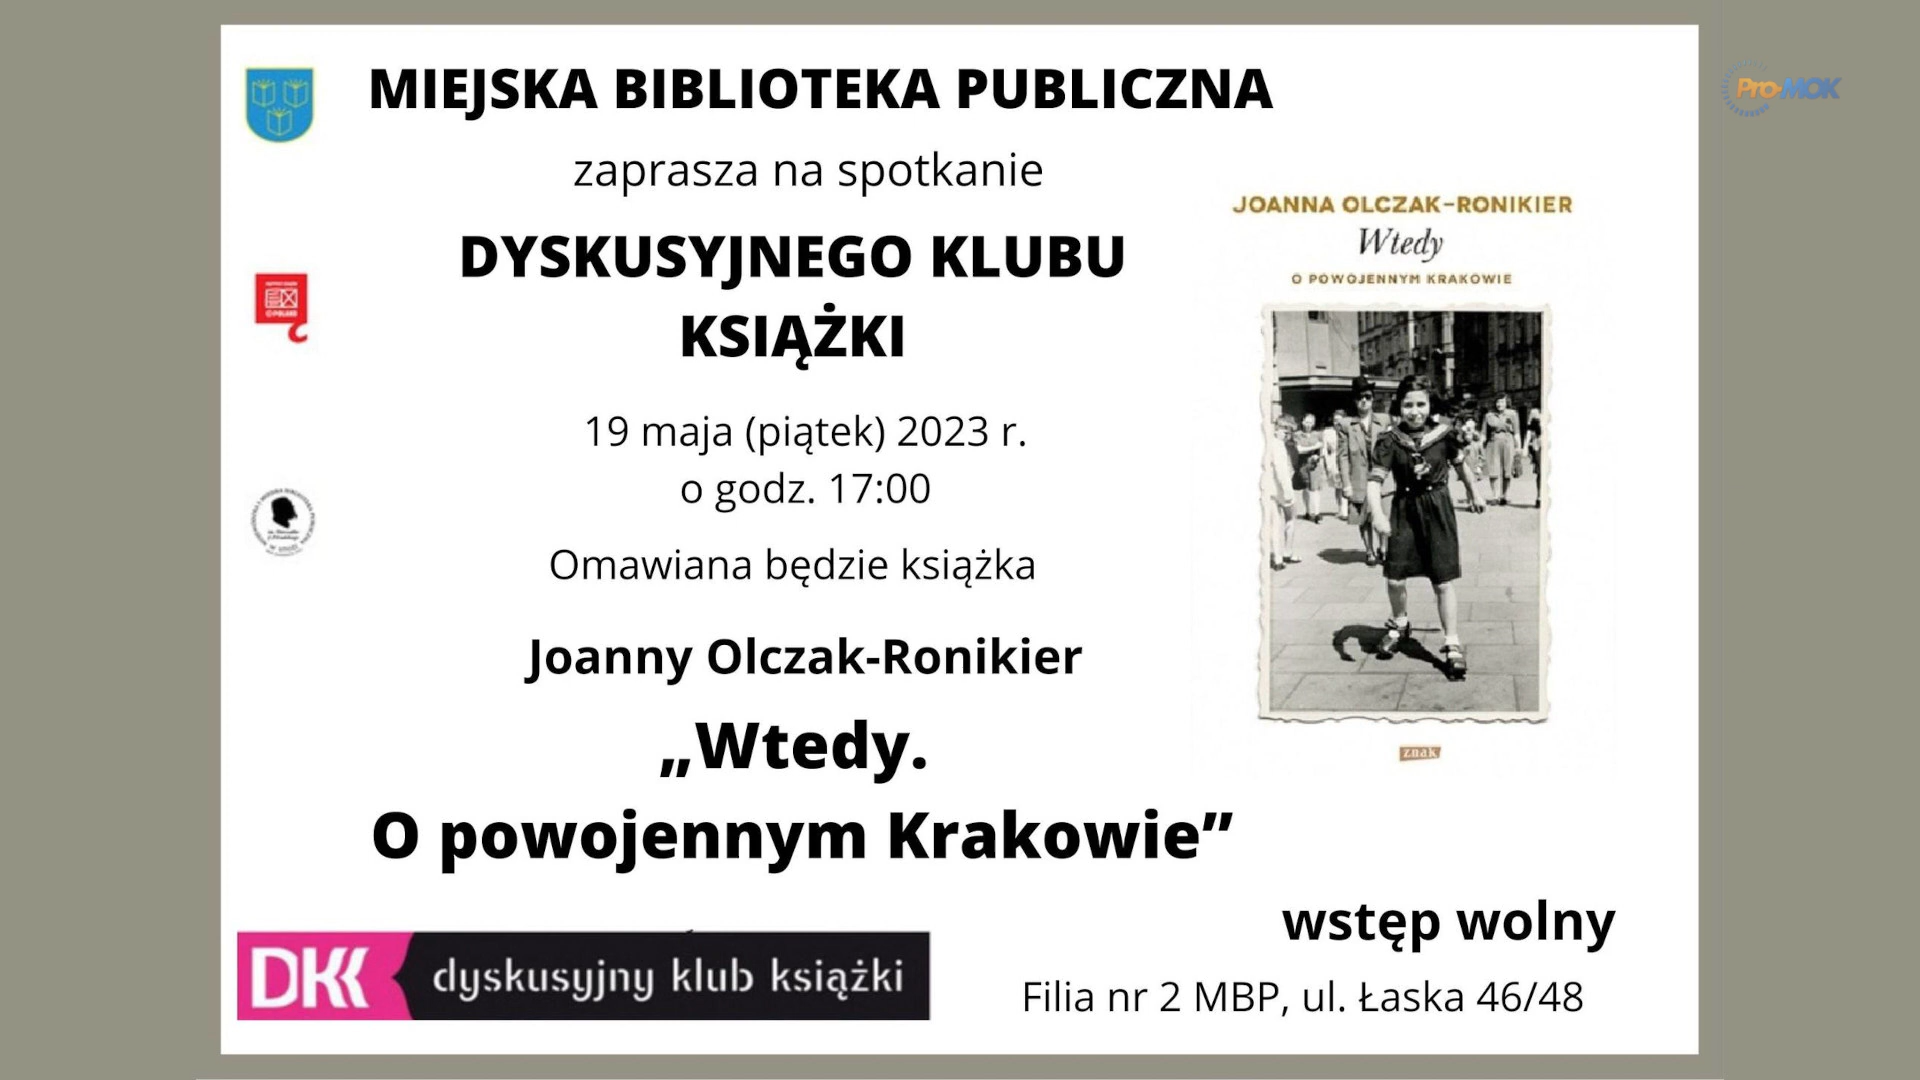 MIEJSKA BIBLIOTEKA PUBLICZNA
zaprasza na spotkanie
DYSKUSYJNEGO KLUBU
KSIĄŻKI
19 maja (piątek) 2023 r.
o godz. 17:00
Omawiana będzie książka
Joanny Olczak-Ronikier
„Wtedy.
O powojennym Krakowie”
JOANNA OLCZAK-RONIKIER
Wtedy
O POWOJENNYM KRAKOWIE
znak
wstęp wolny
Filia nr 2 MBP, ul. Łaska 46/48
DKK dyskusyjny klub książki
Pro-MOK